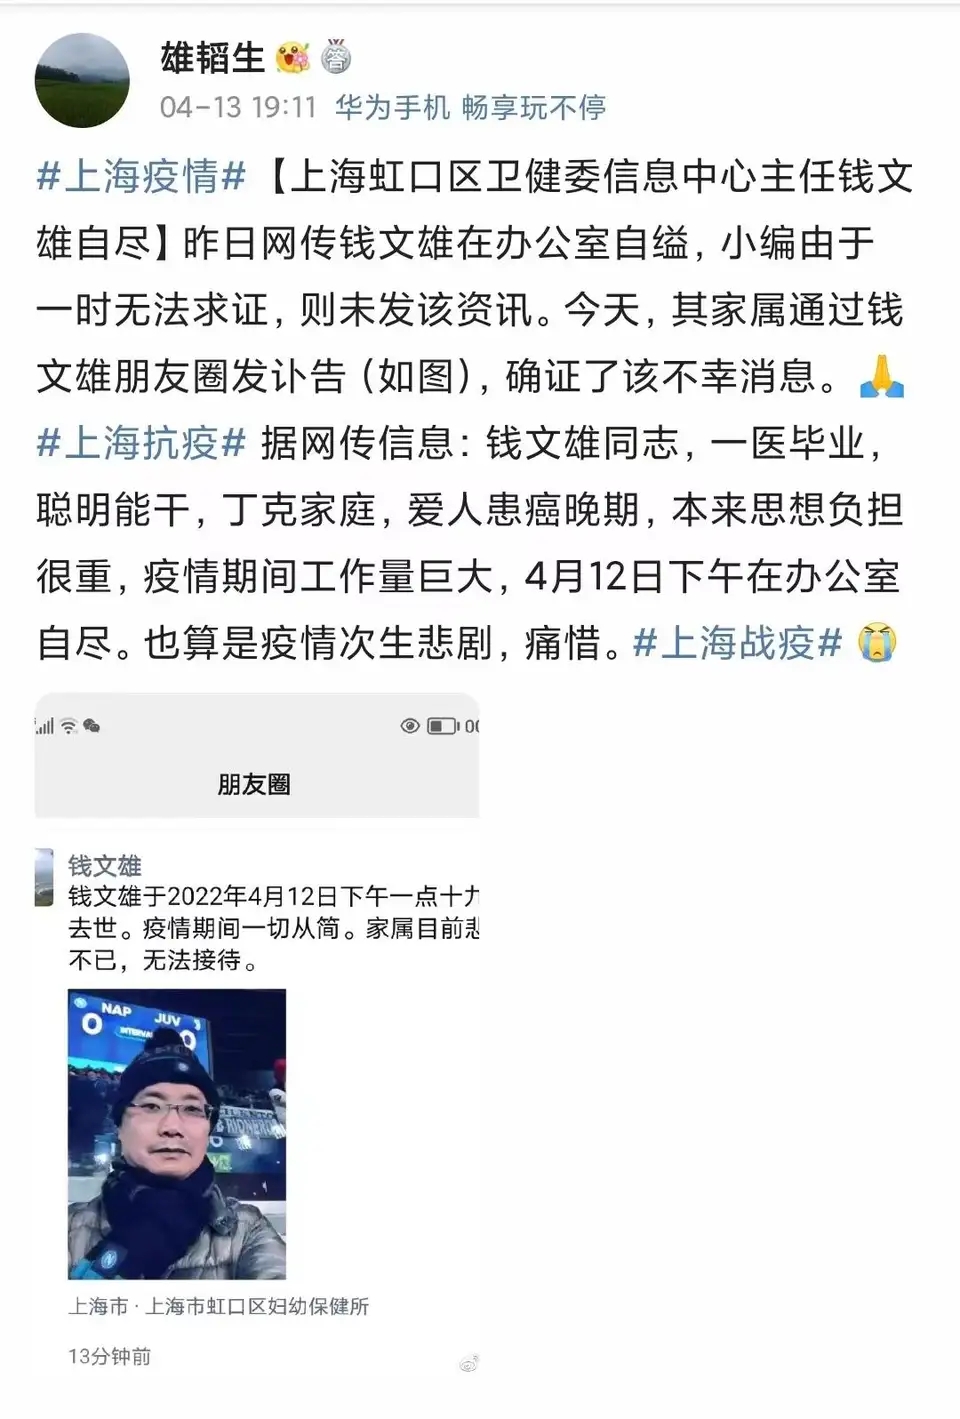 雄韬生
04-13 19:11 华为手机 畅享玩不停
#上海疫情#【上海虹口区卫健委信息中心主任钱文
雄自尽】昨日网传钱文雄在办公室自缢，小编由于
一时无法求证，则未发该资讯。今天，其家属通过钱
文雄朋友圈发讣告（如图），确证了该不幸消息。
#上海抗疫# 据网传信息：钱文雄同志，一医毕业，
聪明能干，丁克家庭，爱人患癌晚期，本来思想负担
很重，疫情期间工作量巨大，4月12日下午在办公室
自尽。也算是疫情次生悲剧，痛惜。#上海战疫#
朋友圈
钱文雄
钱文雄于2022年4月12日下午一点十九
去世。疫情期间一切从简。家属目前悲
不已，无法接待。
NAP JUV
0 0
上海市 · 上海市虹口区妇幼保健所
13分钟前